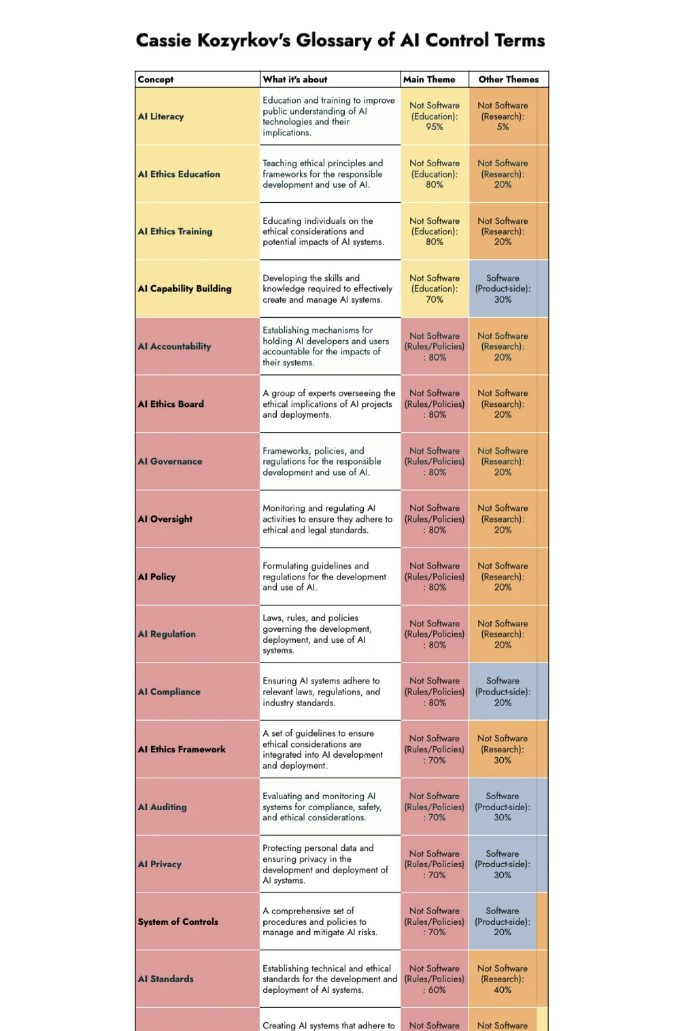 Cassie Kozyrkov's Glossary of AI Control Terms
Concept
What it's about
Main Theme
Other Themes
AI Literacy
Education and training to improve
public understanding of AI
technologies and their
implications.
Not Software
(Education):
95%
Not Software
(Research):
5%
AI Ethics Education
Teaching ethical principles and
frameworks for the responsible
development and use of AI.
Not Software
(Education):
80%
Not Software
(Research):
20%
AI Ethics Training
Educating individuals on the
ethical considerations and
potential impacts of AI systems.
Not Software
(Education):
80%
Not Software
(Research):
20%
AI Capability Building
Developing the skills and
knowledge required to effectively
create and manage AI systems.
Not Software
(Education):
70%
Software
(Product-side):
30%
AI Accountability
Establishing mechanisms for
holding AI developers and users
accountable for the impacts of
their systems.
Not Software
(Rules/Policies)
: 80%
Not Software
(Research):
20%
AI Ethics Board
A group of experts overseeing the
ethical implications of AI projects
and deployments.
Not Software
(Rules/Policies)
: 80%
Not Software
(Research):
20%
AI Governance
Frameworks, policies, and
regulations for the responsible
development and use of AI.
Not Software
(Rules/Policies)
: 80%
Not Software
(Research):
20%
AI Oversight
Monitoring and regulating AI
activities to ensure they adhere to
ethical and legal standards.
Not Software
(Rules/Policies)
: 80%
Not Software
(Research):
20%
AI Policy
Formulating guidelines and
regulations for the development
and use of AI.
Not Software
(Rules/Policies)
: 80%
Not Software
(Research):
20%
AI Regulation
Laws, rules, and policies
governing the development,
deployment, and use of AI
systems.
Not Software
(Rules/Policies)
: 80%
Not Software
(Research):
20%
AI Compliance
Ensuring AI systems adhere to
relevant laws, regulations, and
industry standards.
Not Software
(Rules/Policies)
: 80%
Software
(Product-side):
20%
AI Ethics Framework
A set of guidelines to ensure
ethical considerations are
integrated into AI development
and deployment.
Not Software
(Rules/Policies)
: 70%
Not Software
(Research):
30%
AI Auditing
Evaluating and monitoring AI
systems for compliance, safety,
and ethical considerations.
Not Software
(Rules/Policies)
: 70%
Software
(Product-side):
30%
AI Privacy
Protecting personal data and
ensuring privacy in the
development and deployment of
AI systems.
Not Software
(Rules/Policies)
: 70%
Software
(Product-side):
30%
System of Controls
A comprehensive set of
procedures and policies to
manage and mitigate AI risks.
Not Software
(Rules/Policies)
: 70%
Software
(Product-side):
20%
AI Standards
Establishing technical and ethical
standards for the development and
deployment of AI systems.
Not Software
(Rules/Policies)
: 60%
Not Software
(Research):
40%
Creating AI systems that adhere to
Not Software
Not Software